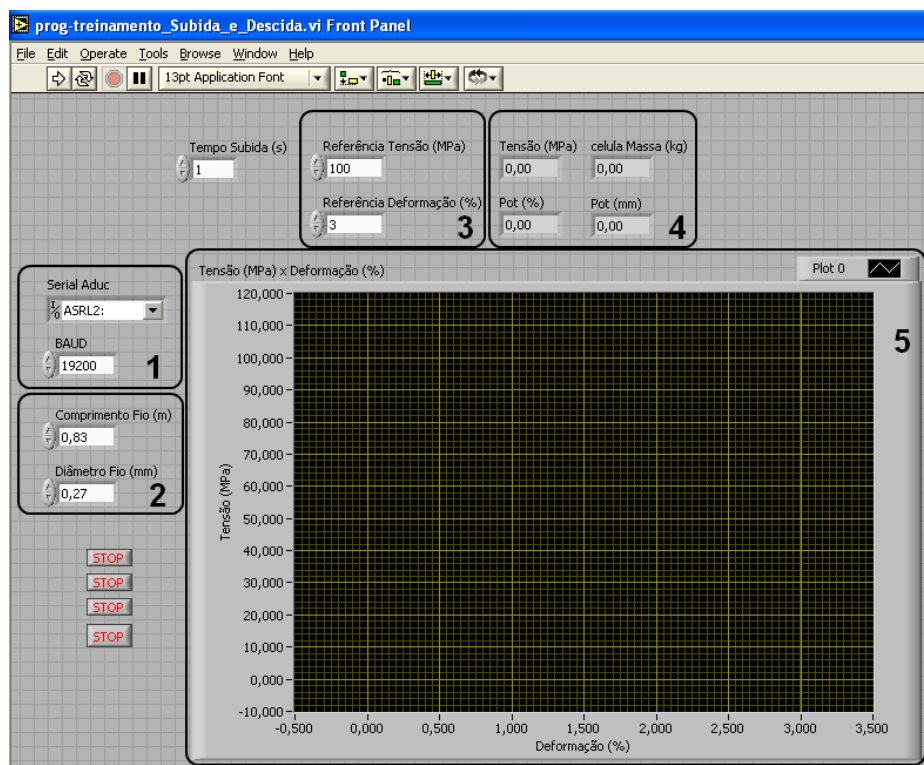 prog-treinamento_Subida_e_Descida.vi Front Panel
File Edit Operate Tools Browse Window Help
13pt Application Font
Tempo Subida (s)
1
Referência Tensão (MPa)
100
Referência Deformação (%)
3
3
Tensão (MPa) celula Massa (kg)
0,00 0,00
Pot (%) Pot (mm)
0,00 0,00
4
Serial Aduc
I/O ASRL2:
BAUD
19200
1
Comprimento Fio (m)
0,83
Diâmetro Fio (mm)
0,27
2
STOP
STOP
STOP
STOP
Tensão (MPa) x Deformação (%)
Plot 0
5
Tensão (MPa)
120,000
110,000
100,000
90,000
80,000
70,000
60,000
50,000
40,000
30,000
20,000
10,000
0,000
-10,000
-0,500 0,000 0,500 1,000 1,500 2,000 2,500 3,000 3,500
Deformação (%)